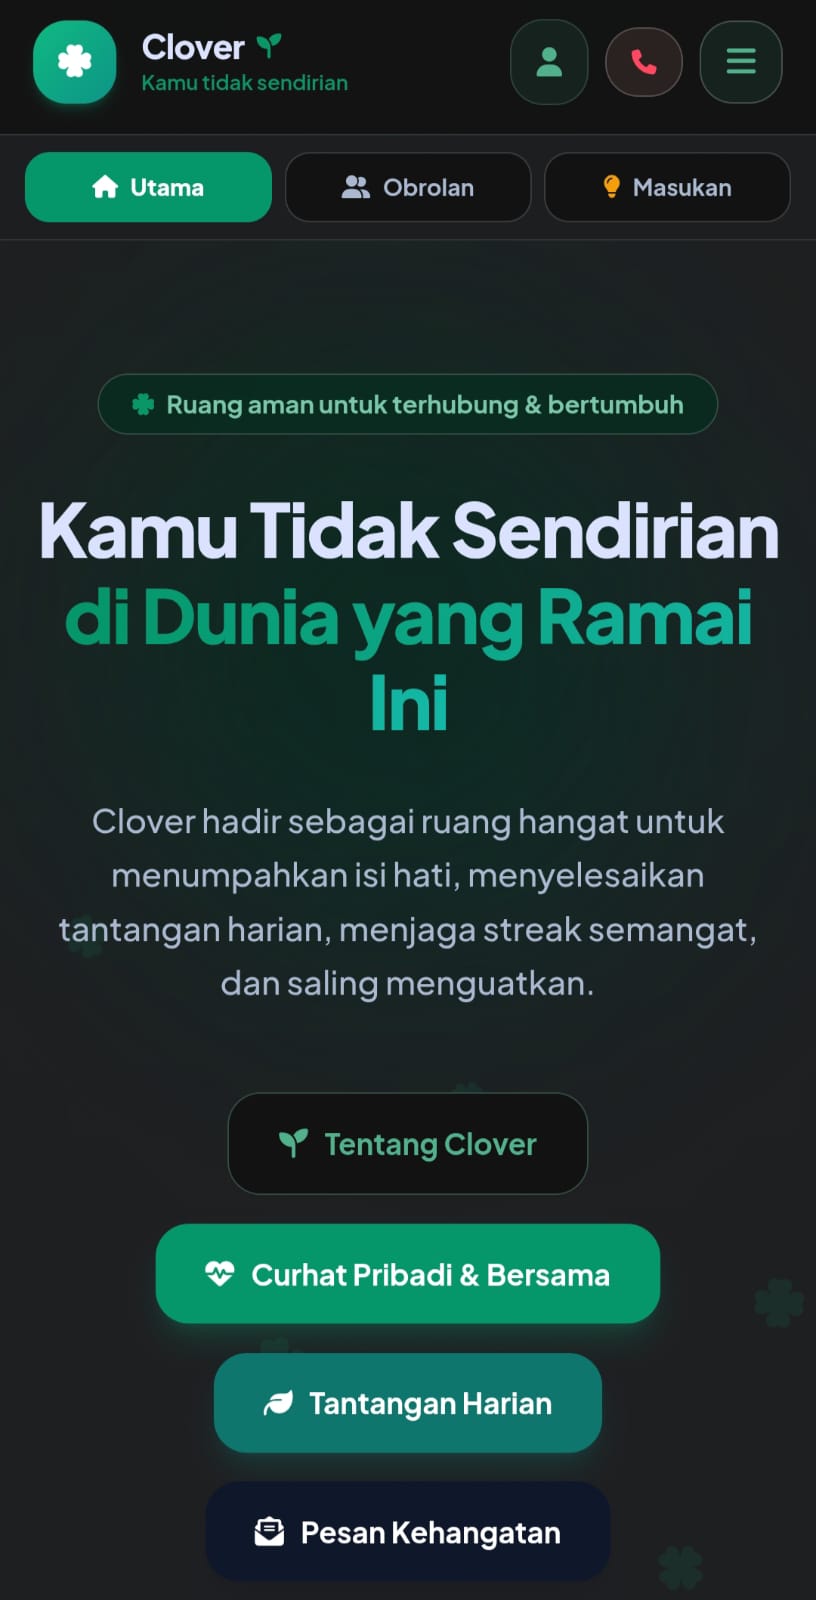 Clover
Kamu tidak sendirian
Utama
Obrolan
Masukan
Ruang aman untuk terhubung & bertumbuh
Kamu Tidak Sendirian
di Dunia yang Ramai
Ini
Clover hadir sebagai ruang hangat untuk
menumpahkan isi hati, menyelesaikan
tantangan harian, menjaga streak semangat,
dan saling menguatkan.
Tentang Clover
Curhat Pribadi & Bersama
Tantangan Harian
Pesan Kehangatan